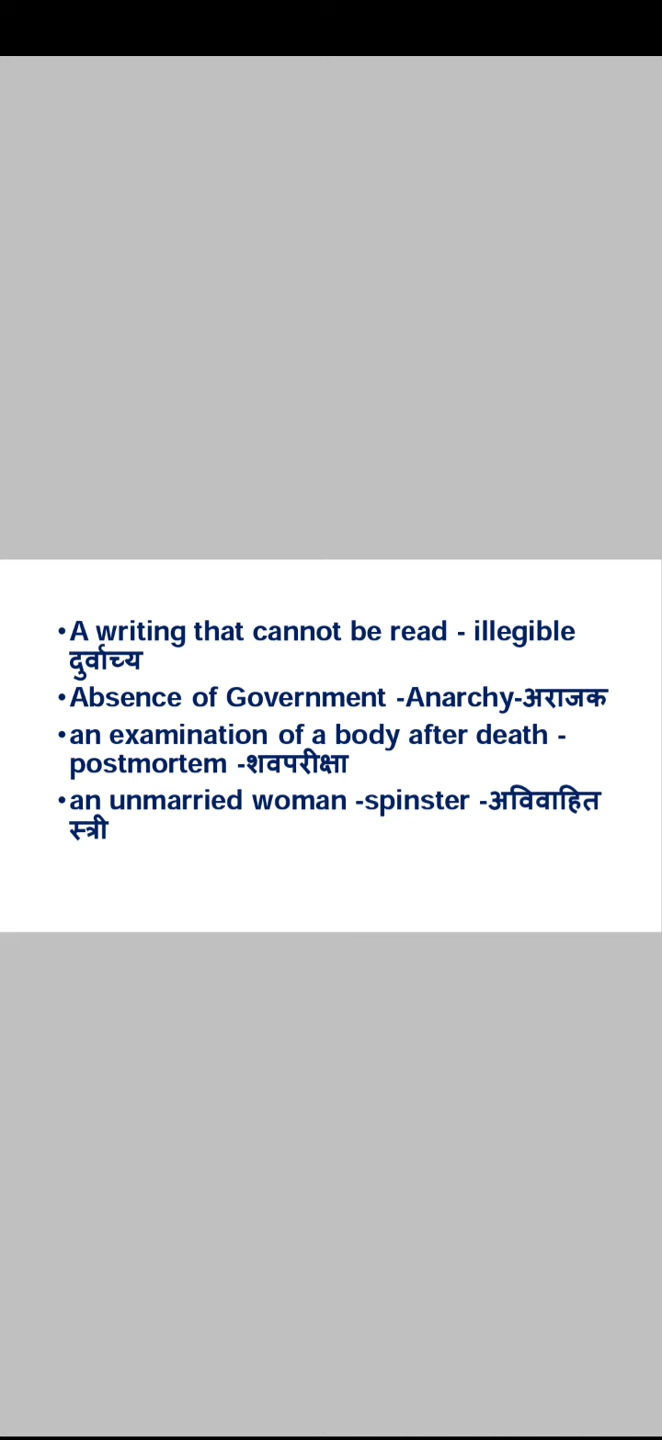 •A writing that cannot be read - illegible
दुर्वाच्य
•Absence of Government -Anarchy-अराजक
•an examination of a body after death -
postmortem -शवपरीक्षा
•an unmarried woman -spinster -अविवाहित
स्त्री